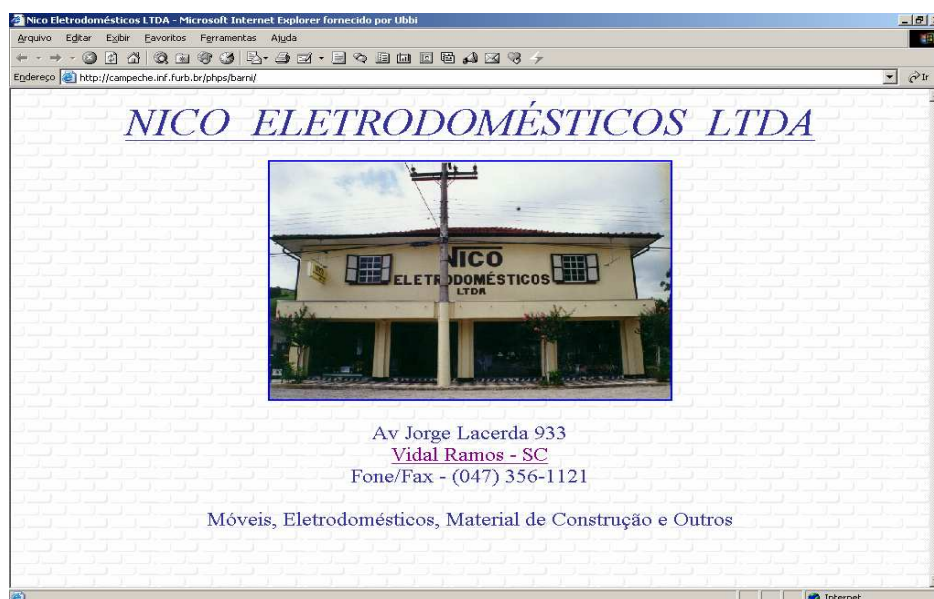 Nico Eletrodomésticos LTDA - Microsoft Internet Explorer fornecido por Ubbi
Arquivo Editar Exibir Favoritos Ferramentas Ajuda
Endereço http://campeche.inf.furb.br/phps/barni/ Ir
NICO ELETRODOMÉSTICOS LTDA
NICO
ELETRODOMÉSTICOS
LTDA
Av Jorge Lacerda 933
Vidal Ramos - SC
Fone/Fax - (047) 356-1121
Móveis, Eletrodomésticos, Material de Construção e Outros
Internet